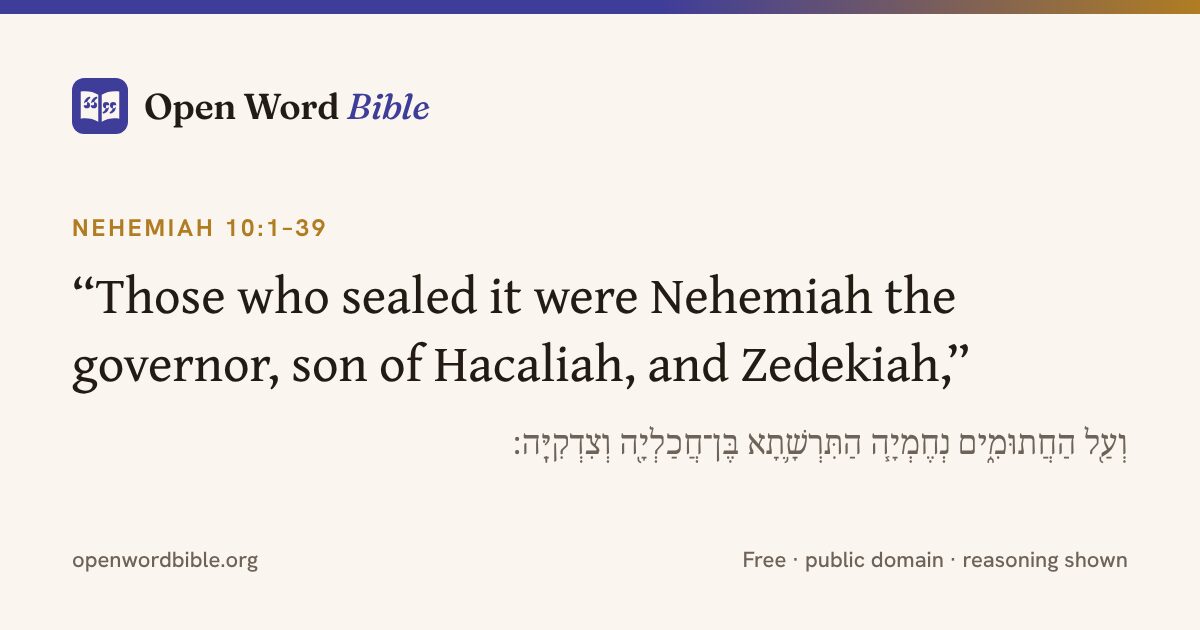 Open Word Bible
NEHEMIAH 10:1–39
“Those who sealed it were Nehemiah the
governor, son of Hacaliah, and Zedekiah,”
וְעַ֖ל הַחֲתוּמִ֑ים נְחֶמְיָ֧ה הַתִּרְשָׁ֛תָא בֶּן־חֲכַלְיָ֖ה וְצִדְקִיָּֽה׃
openwordbible.org
Free · public domain · reasoning shown